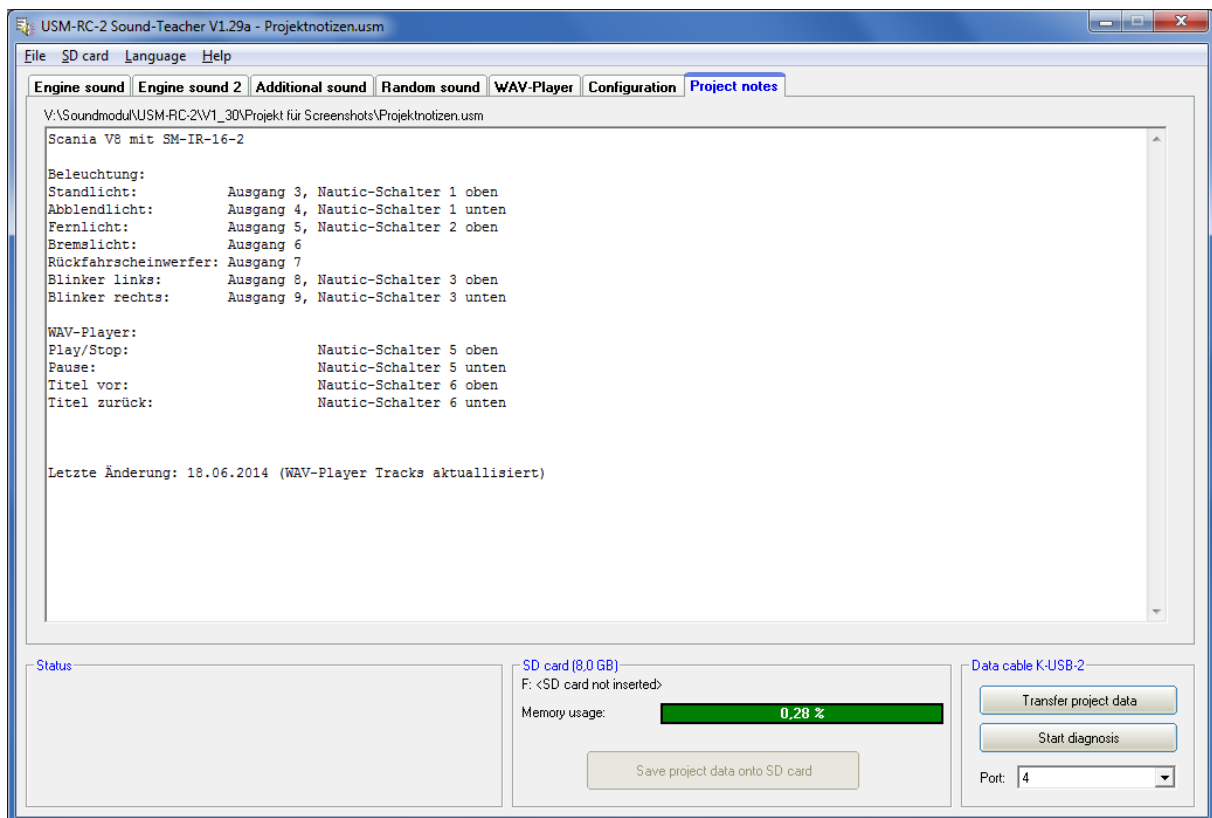 USM-RC-2 Sound-Teacher V1.29a - Projektnotizen.usm
File SD card Language Help
Engine sound Engine sound 2 Additional sound Random sound WAV-Player Configuration Project notes
V:\Soundmodul\USM-RC-2\V1_30\Projekt für Screenshots\Projektnotizen.usm
Scania V8 mit SM-IR-16-2
Beleuchtung:
Standlicht: Ausgang 3, Nautic-Schalter 1 oben
Abblendlicht: Ausgang 4, Nautic-Schalter 1 unten
Fernlicht: Ausgang 5, Nautic-Schalter 2 oben
Bremslicht: Ausgang 6
Rückfahrscheinwerfer: Ausgang 7
Blinker links: Ausgang 8, Nautic-Schalter 3 oben
Blinker rechts: Ausgang 9, Nautic-Schalter 3 unten
WAV-Player:
Play/Stop: Nautic-Schalter 5 oben
Pause: Nautic-Schalter 5 unten
Titel vor: Nautic-Schalter 6 oben
Titel zurück: Nautic-Schalter 6 unten
Letzte Änderung: 18.06.2014 (WAV-Player Tracks aktuallisiert)
Status
SD card (8,0 GB)
F: <SD card not inserted>
Memory usage: 0,28 %
Save project data onto SD card
Data cable K-USB-2
Transfer project data
Start diagnosis
Port: 4